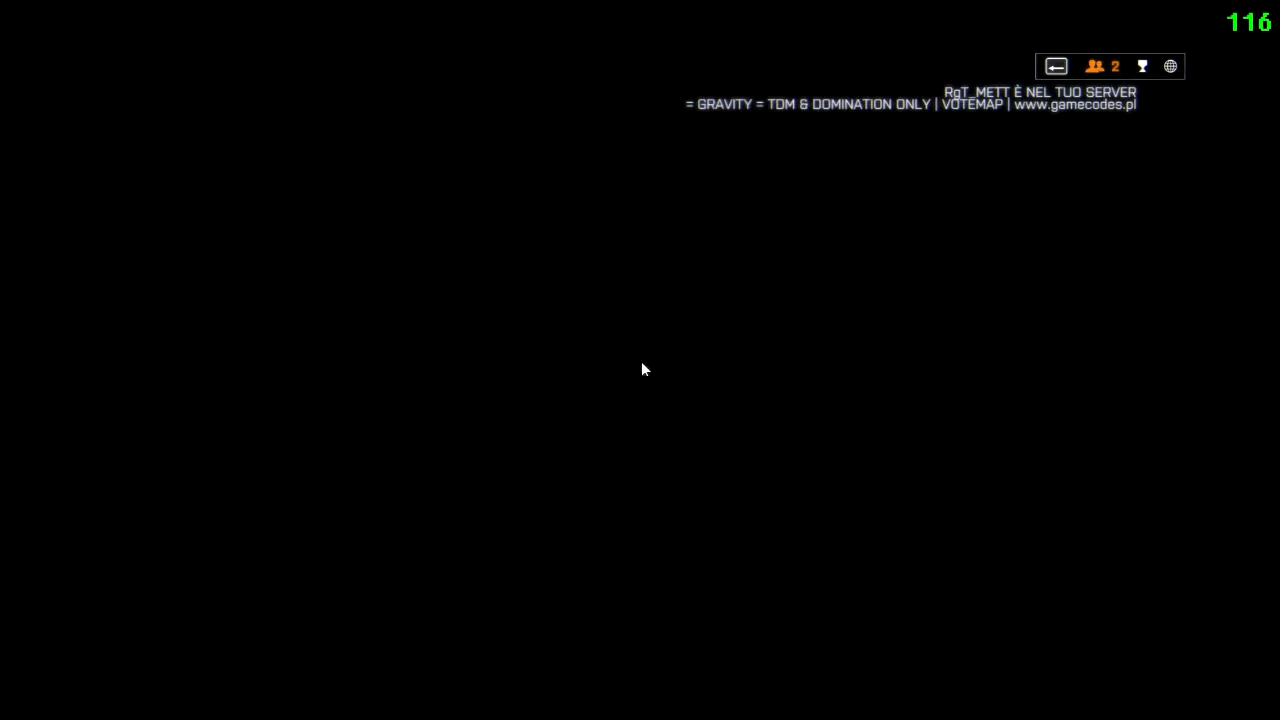 116
2
RgT_METT È NEL TUO SERVER
= GRAVITY = TDM & DOMINATION ONLY | VOTEMAP | www.gamecodes.pl